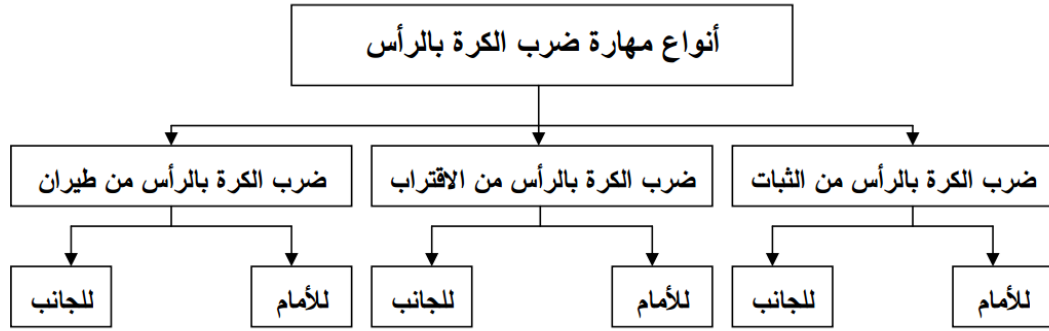 أنواع مهارة ضرب الكرة بالرأس
ضرب الكرة بالرأس من الثبات
ضرب الكرة بالرأس من الاقتراب
ضرب الكرة بالرأس من طيران
للأمام
للجانب
للأمام
للجانب
للأمام
للجانب